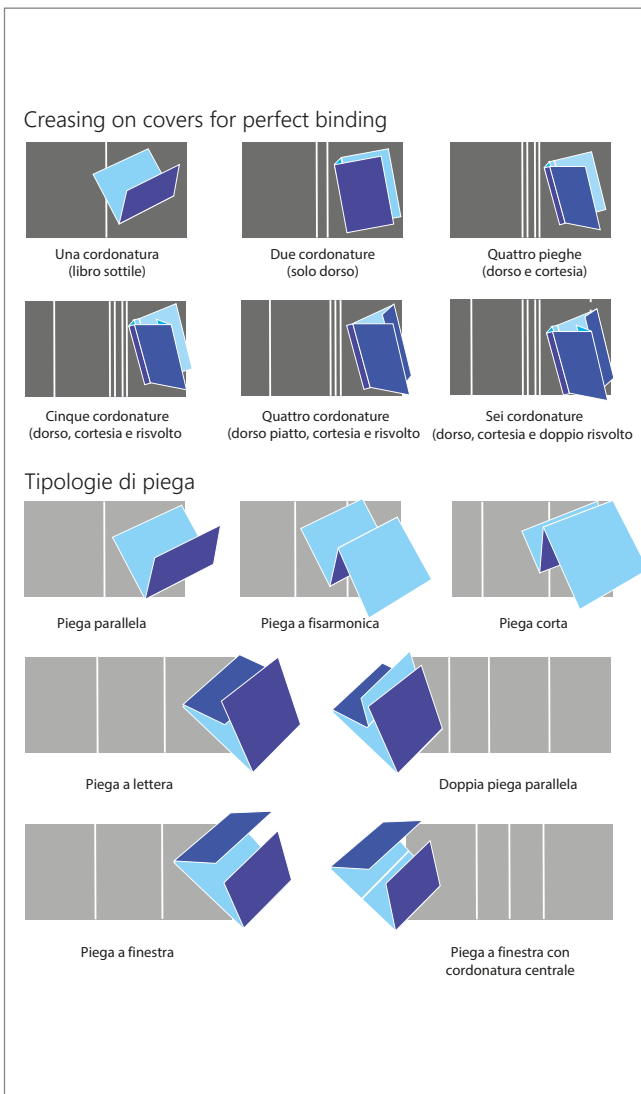 Creasing on covers for perfect binding
Una cordonatura
(libro sottile)
Due cordonature
(solo dorso)
Quattro pieghe
(dorso e cortesia)
Cinque cordonature
(dorso, cortesia e risvolto
Quattro cordonature
(dorso piatto, cortesia e risvolto
Sei cordonature
(dorso, cortesia e doppio risvolto
Tipologie di piega
Piega parallela
Piega a fisarmonica
Piega corta
Piega a lettera
Doppia piega parallela
Piega a finestra
Piega a finestra con
cordonatura centrale